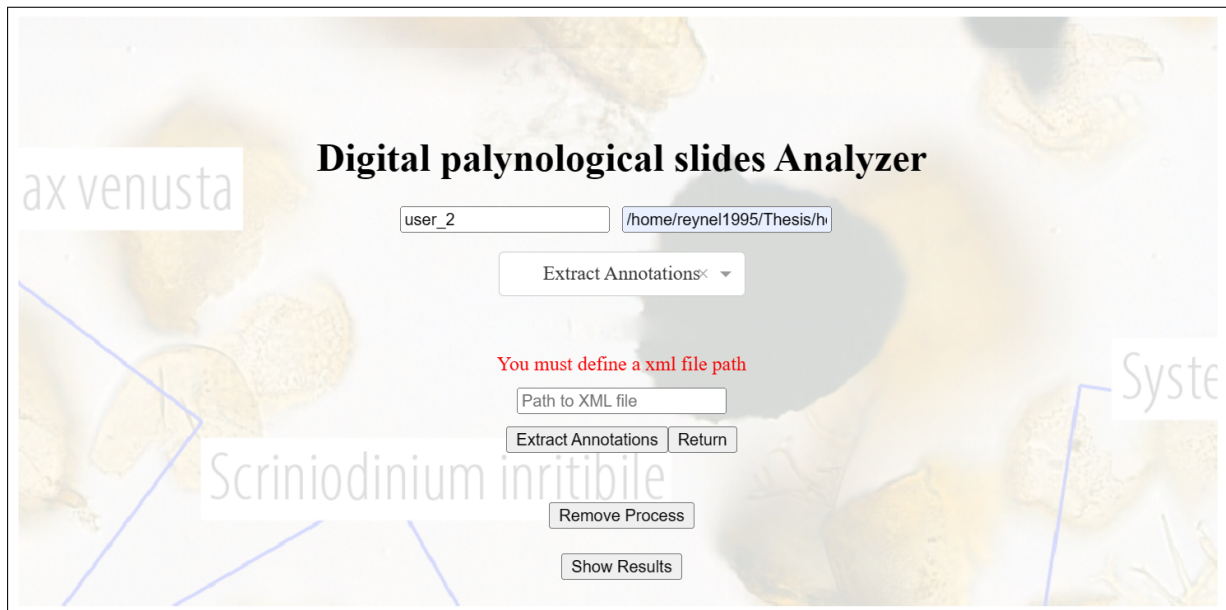 Digital palynological slides Analyzer
ax venusta
user_2 /home/reynel1995/Thesis/h
Extract Annotations ×
You must define a xml file path
Syste
Path to XML file
Extract Annotations Return
Scriniodinium inritibile
Remove Process
Show Results